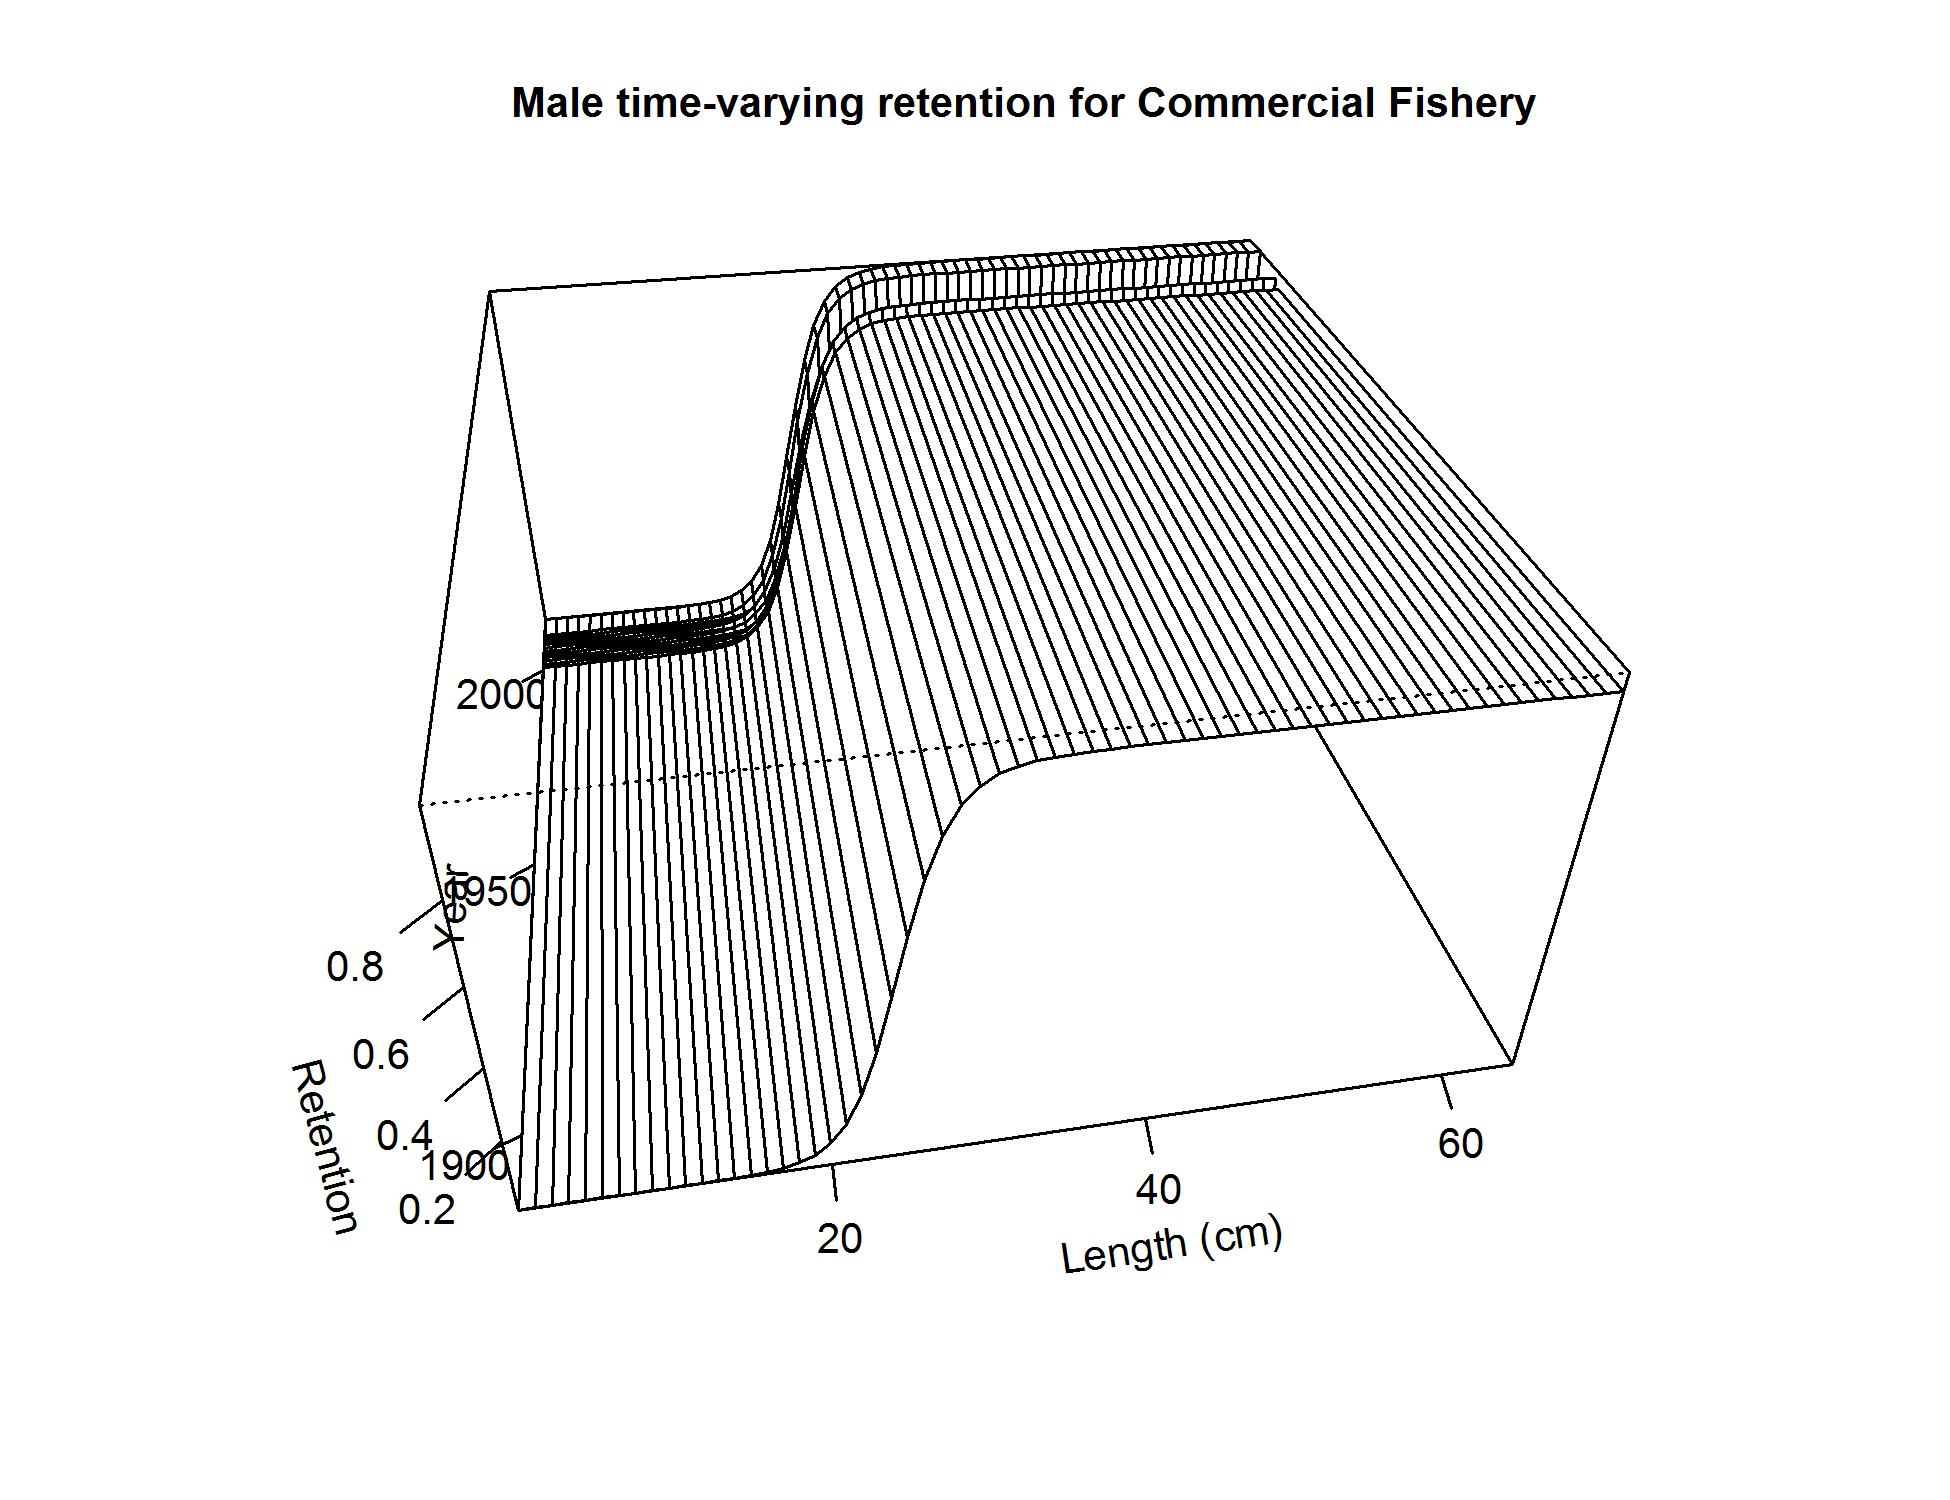 Male time-varying retention for Commercial Fishery
2000
1950
Year
0.8
0.6
0.4
1900
0.2
Retention
20
40
60
Length (cm)